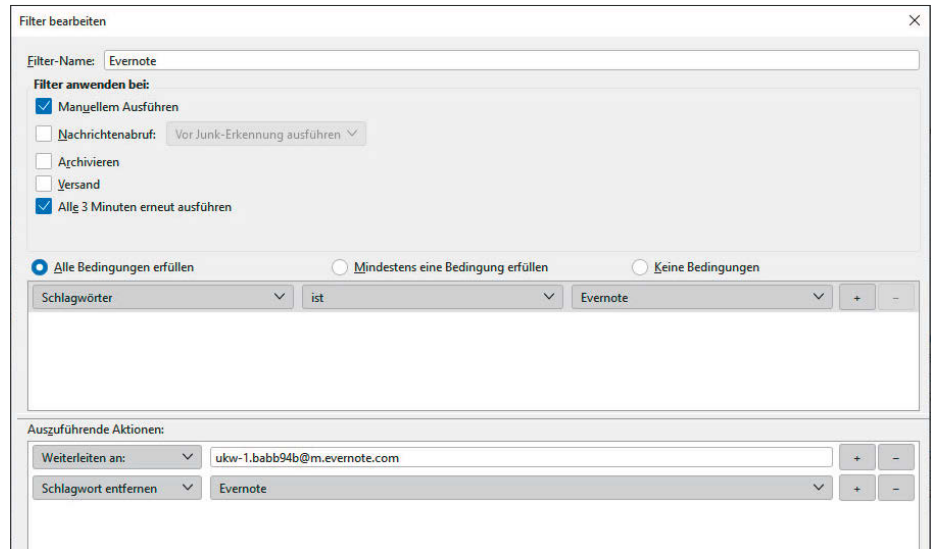 Filter bearbeiten
Filter-Name: Evernote
Filter anwenden bei:
Manuellem Ausführen
Nachrichtenabruf: Vor Junk-Erkennung ausführen
Archivieren
Versand
Alle 3 Minuten erneut ausführen
Alle Bedingungen erfüllen Mindestens eine Bedingung erfüllen Keine Bedingungen
Schlagwörter ist Evernote + -
Auszuführende Aktionen:
Weiterleiten an: ukw-1.babb94b@m.evernote.com + -
Schlagwort entfernen Evernote + -